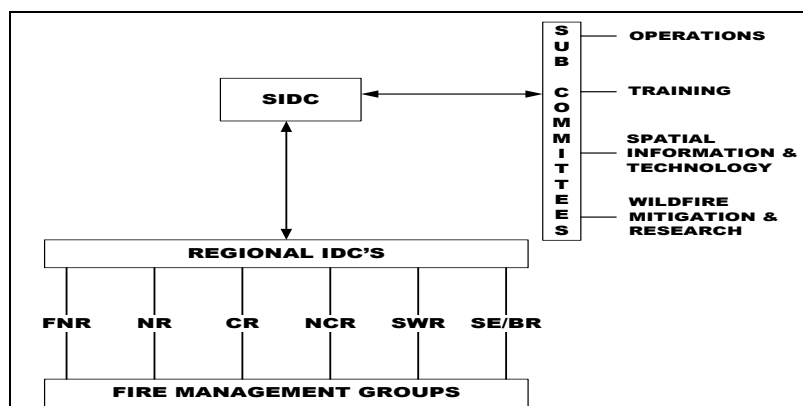 SIDC
SUB COMMITTEES
OPERATIONS
TRAINING
SPATIAL
INFORMATION &
TECHNOLOGY
WILDFIRE
MITIGATION &
RESEARCH
REGIONAL IDC'S
FNR NR CR NCR SWR SE/BR
FIRE MANAGEMENT GROUPS